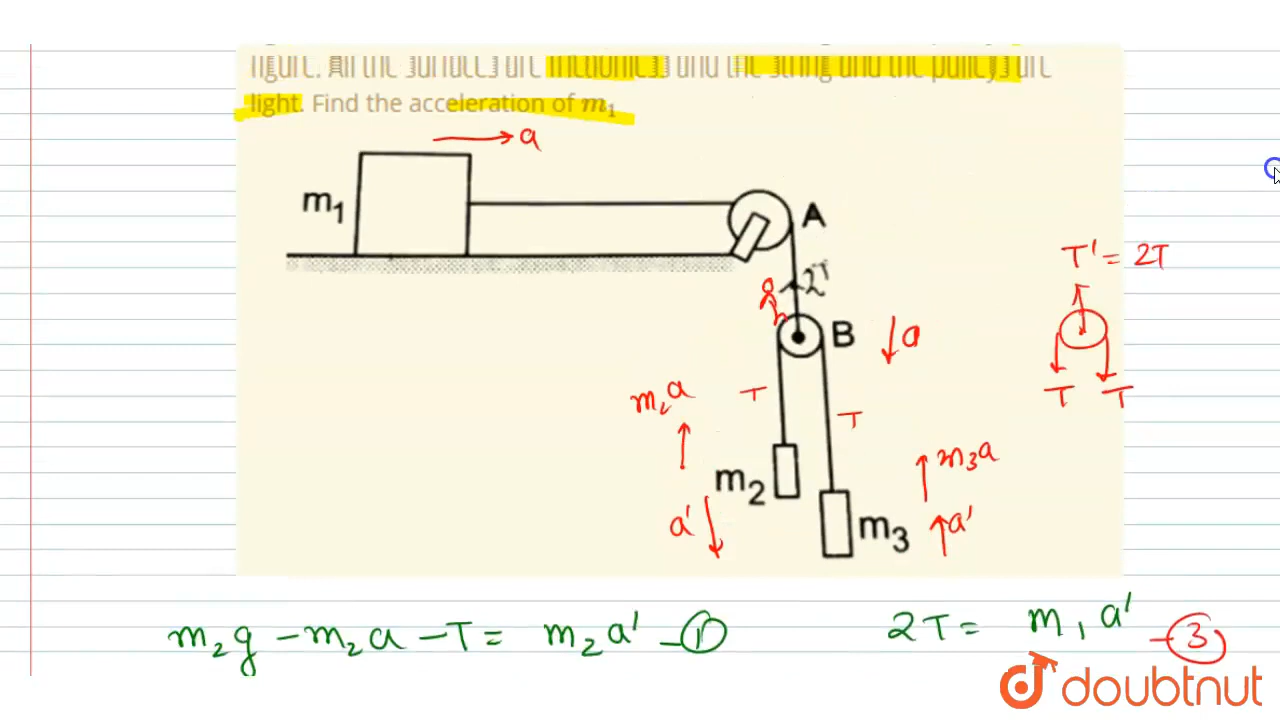 light. Find the acceleration of m₁
→ a
m₁
A
T' = 2T
2T
B
↓a
T T
m₂a
T
T
m₃a
m₂
a'
m₃
a'
m₂g - m₂a - T = m₂a' - ①
2T = m₁a' - ③
doubtnut